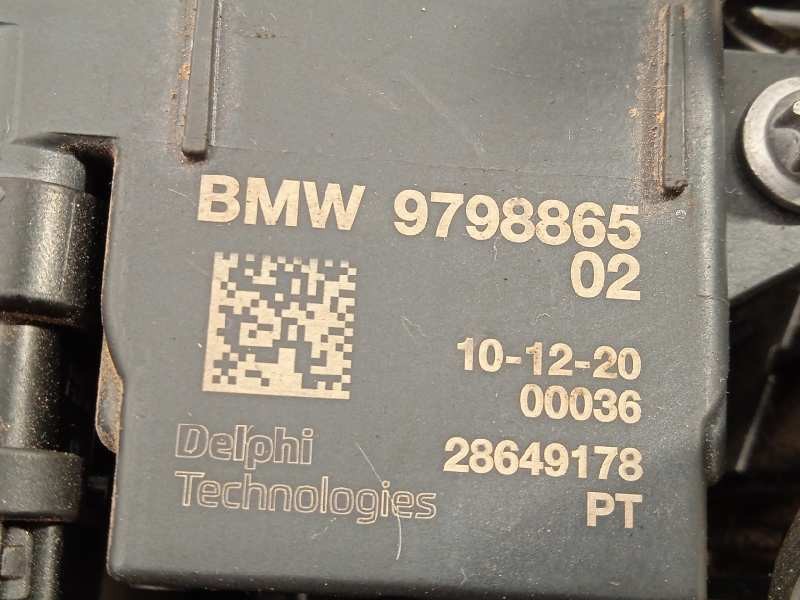 BMW 9798865
02
10-12-20
00036
Delphi
Technologies
28649178
PT